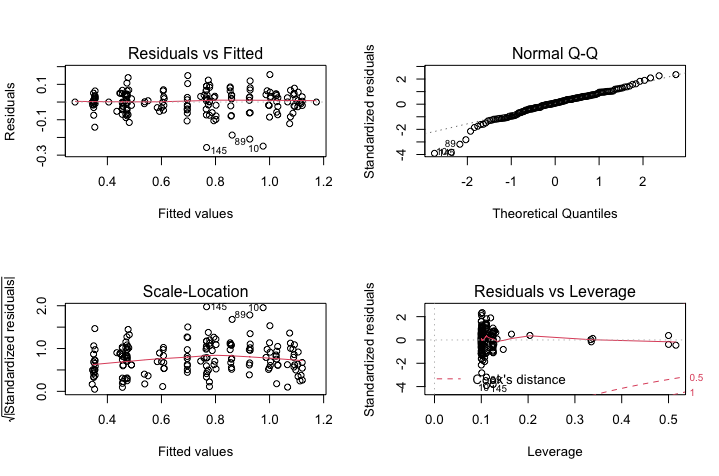 Residuals vs Fitted
Residuals
0.1
-0.1
-0.3
145
89
10
0.4 0.6 0.8 1.0 1.2
Fitted values
Normal Q-Q
Standardized residuals
2
0
-2
-4
89
145
-2 -1 0 1 2
Theoretical Quantiles
Scale-Location
√|Standardized residuals|
2.0
1.0
0.0
145
89
10
0.4 0.6 0.8 1.0 1.2
Fitted values
Residuals vs Leverage
Standardized residuals
2
0
-2
-4
Cook's distance
10
145
0.5
1
0.0 0.1 0.2 0.3 0.4 0.5
Leverage